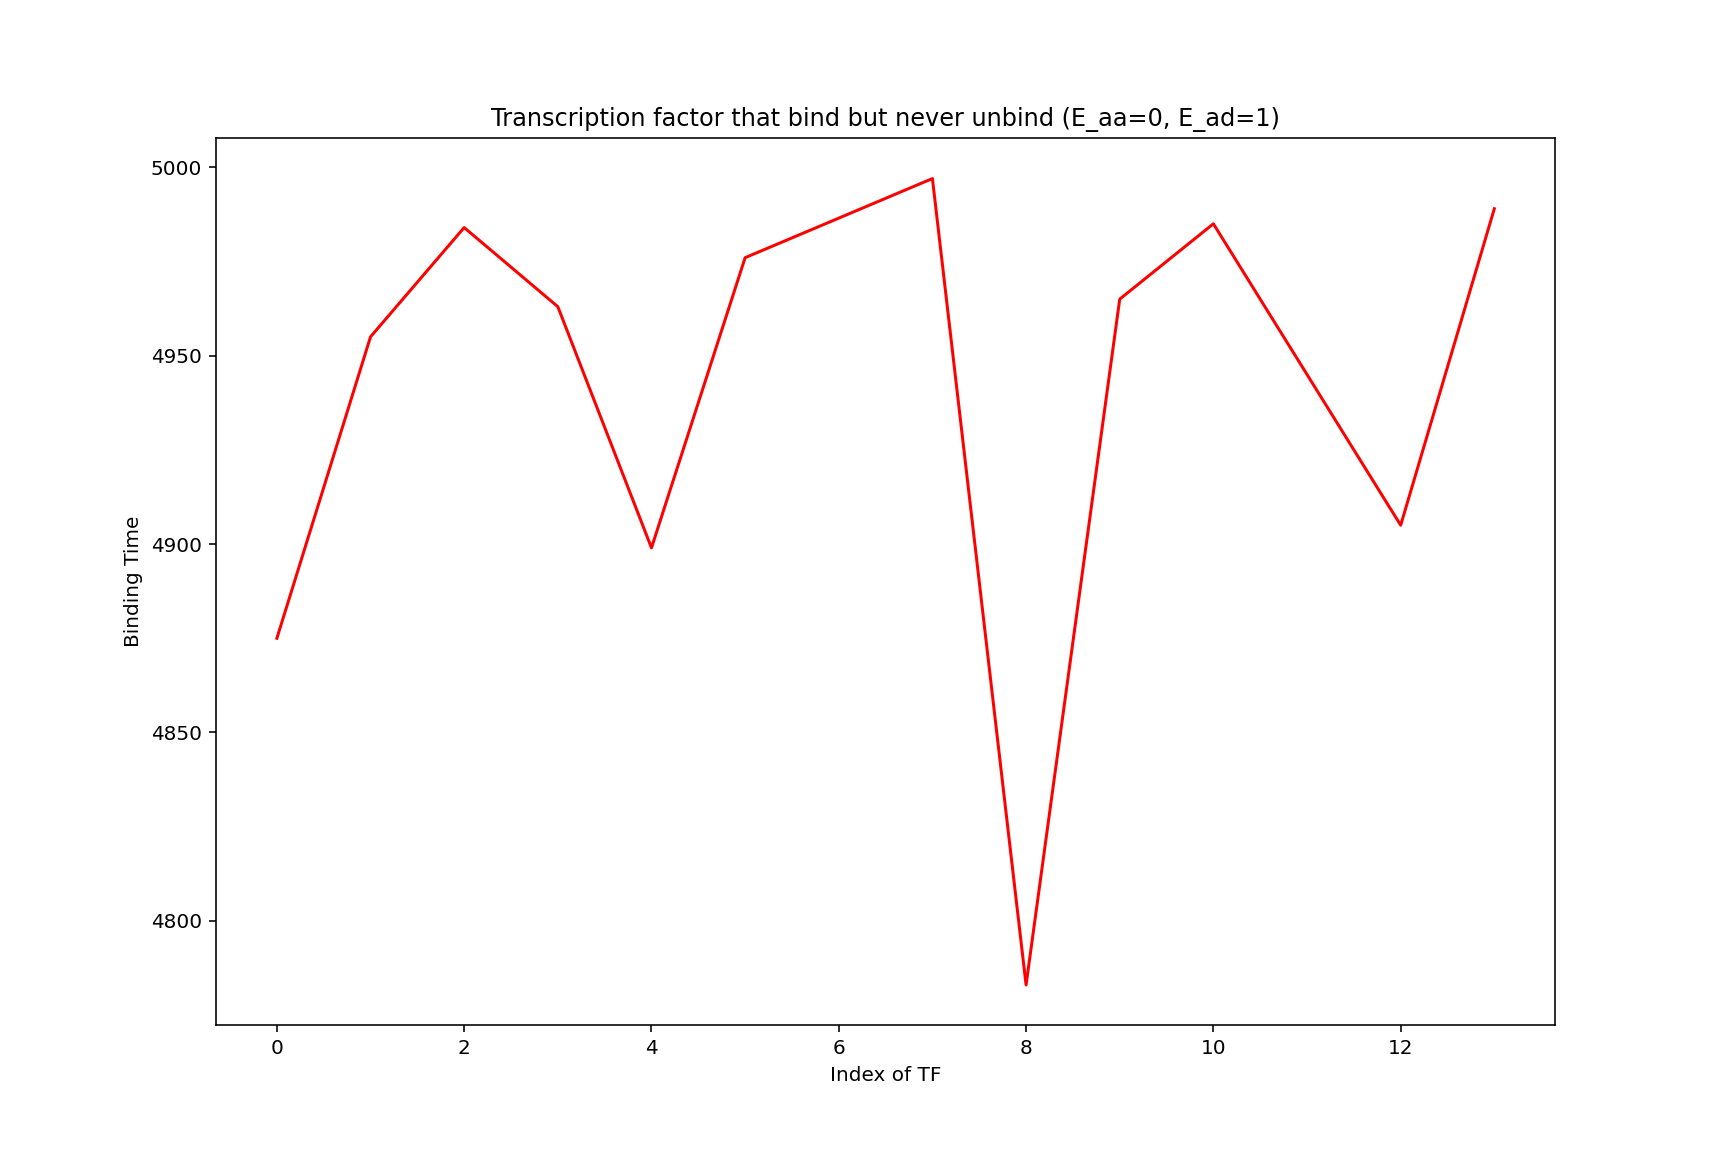 Transcription factor that bind but never unbind (E_aa=0, E_ad=1)
5000
4950
4900
4850
4800
Binding Time
0 2 4 6 8 10 12
Index of TF